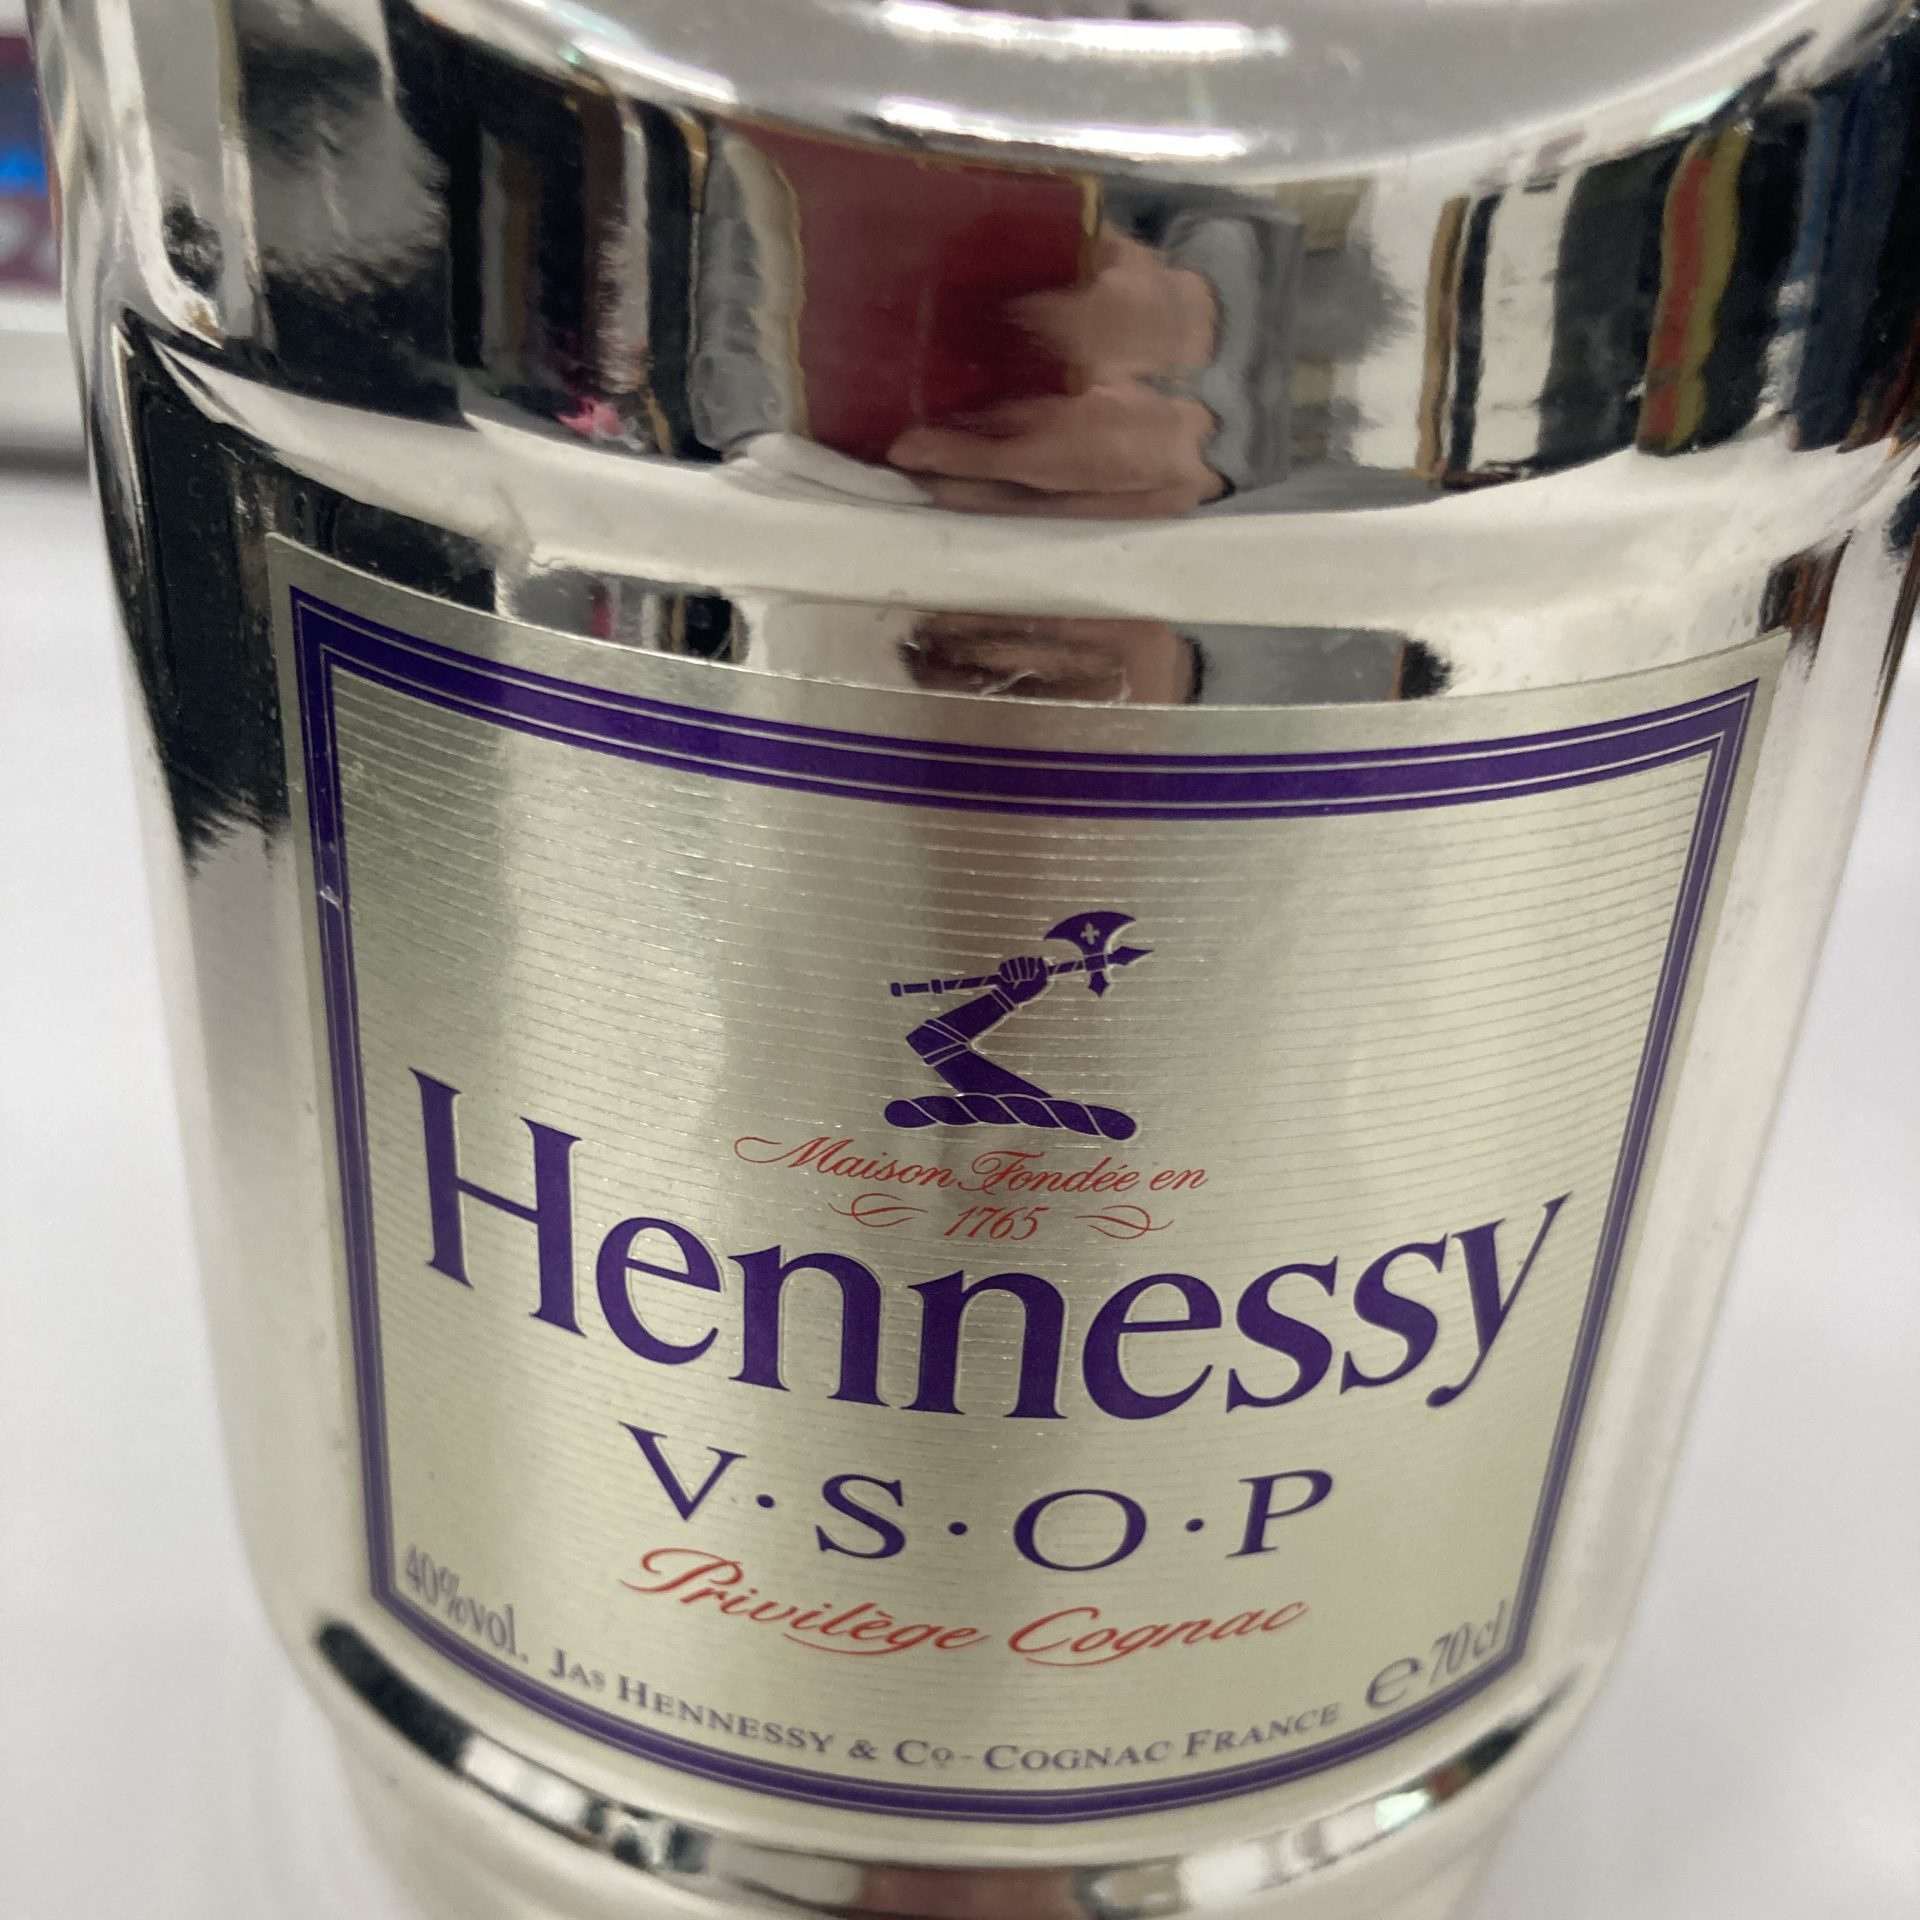 Maison Fondée en
1765
Hennessy
V·S·O·P
Privilège Cognac
40%vol. JAS HENNESSY & Cº - COGNAC FRANCE ℮ 70 cl